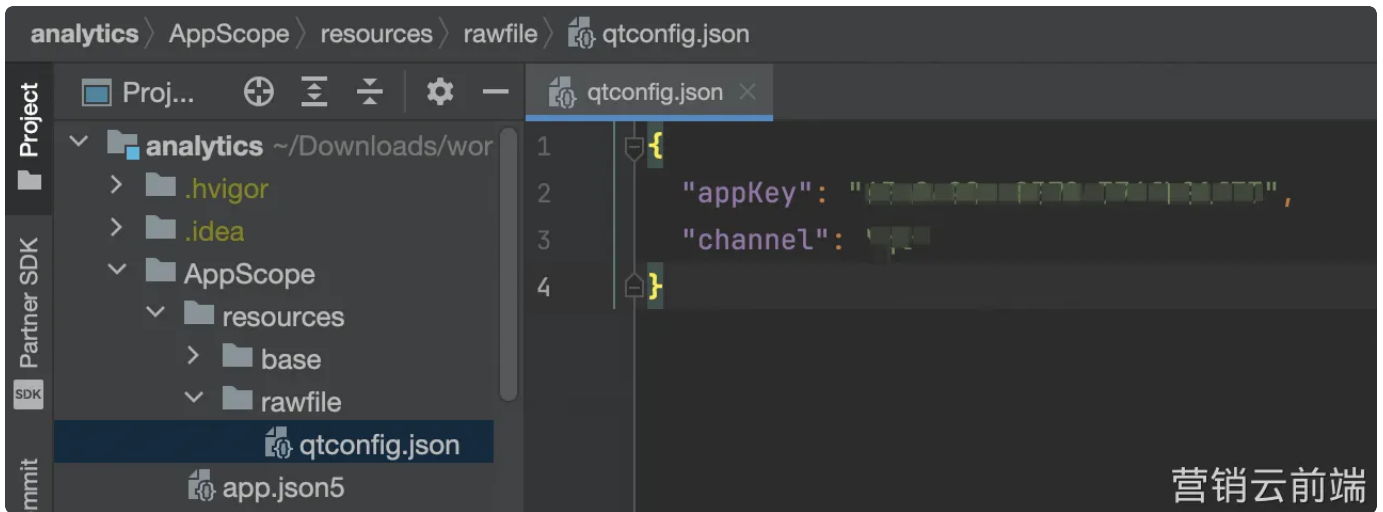 analytics 〉 AppScope 〉 resources 〉 rawfile 〉 qtconfig.json
Project
Partner SDK
SDK
mmit
Proj...
analytics ~/Downloads/wor
.hvigor
.idea
AppScope
resources
base
rawfile
qtconfig.json
app.json5
qtconfig.json ×
1 {
2 "appKey": "
3 "channel":
4 }
营销云前端